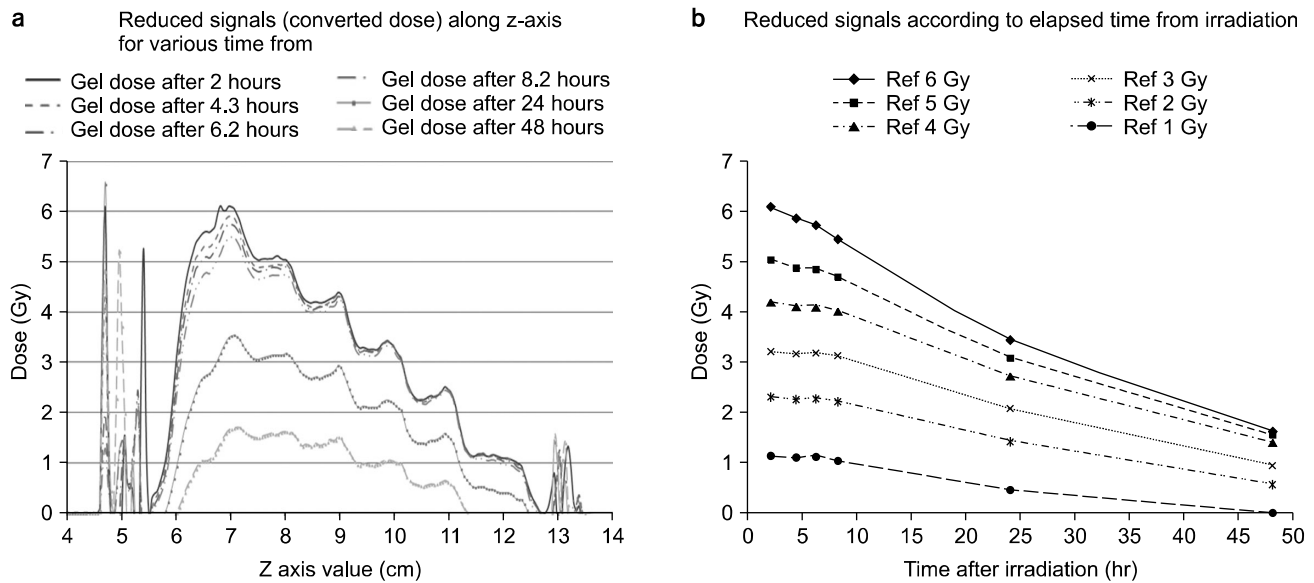 a
Reduced signals (converted dose) along z-axis
for various time from
Gel dose after 2 hours
Gel dose after 4.3 hours
Gel dose after 6.2 hours
Gel dose after 8.2 hours
Gel dose after 24 hours
Gel dose after 48 hours
7
6
5
4
3
2
1
0
Dose (Gy)
4 5 6 7 8 9 10 11 12 13 14
Z axis value (cm)
b
Reduced signals according to elapsed time from irradiation
Ref 6 Gy
Ref 5 Gy
Ref 4 Gy
Ref 3 Gy
Ref 2 Gy
Ref 1 Gy
7
6
5
4
3
2
1
0
Dose (Gy)
0 5 10 15 20 25 30 35 40 45 50
Time after irradiation (hr)